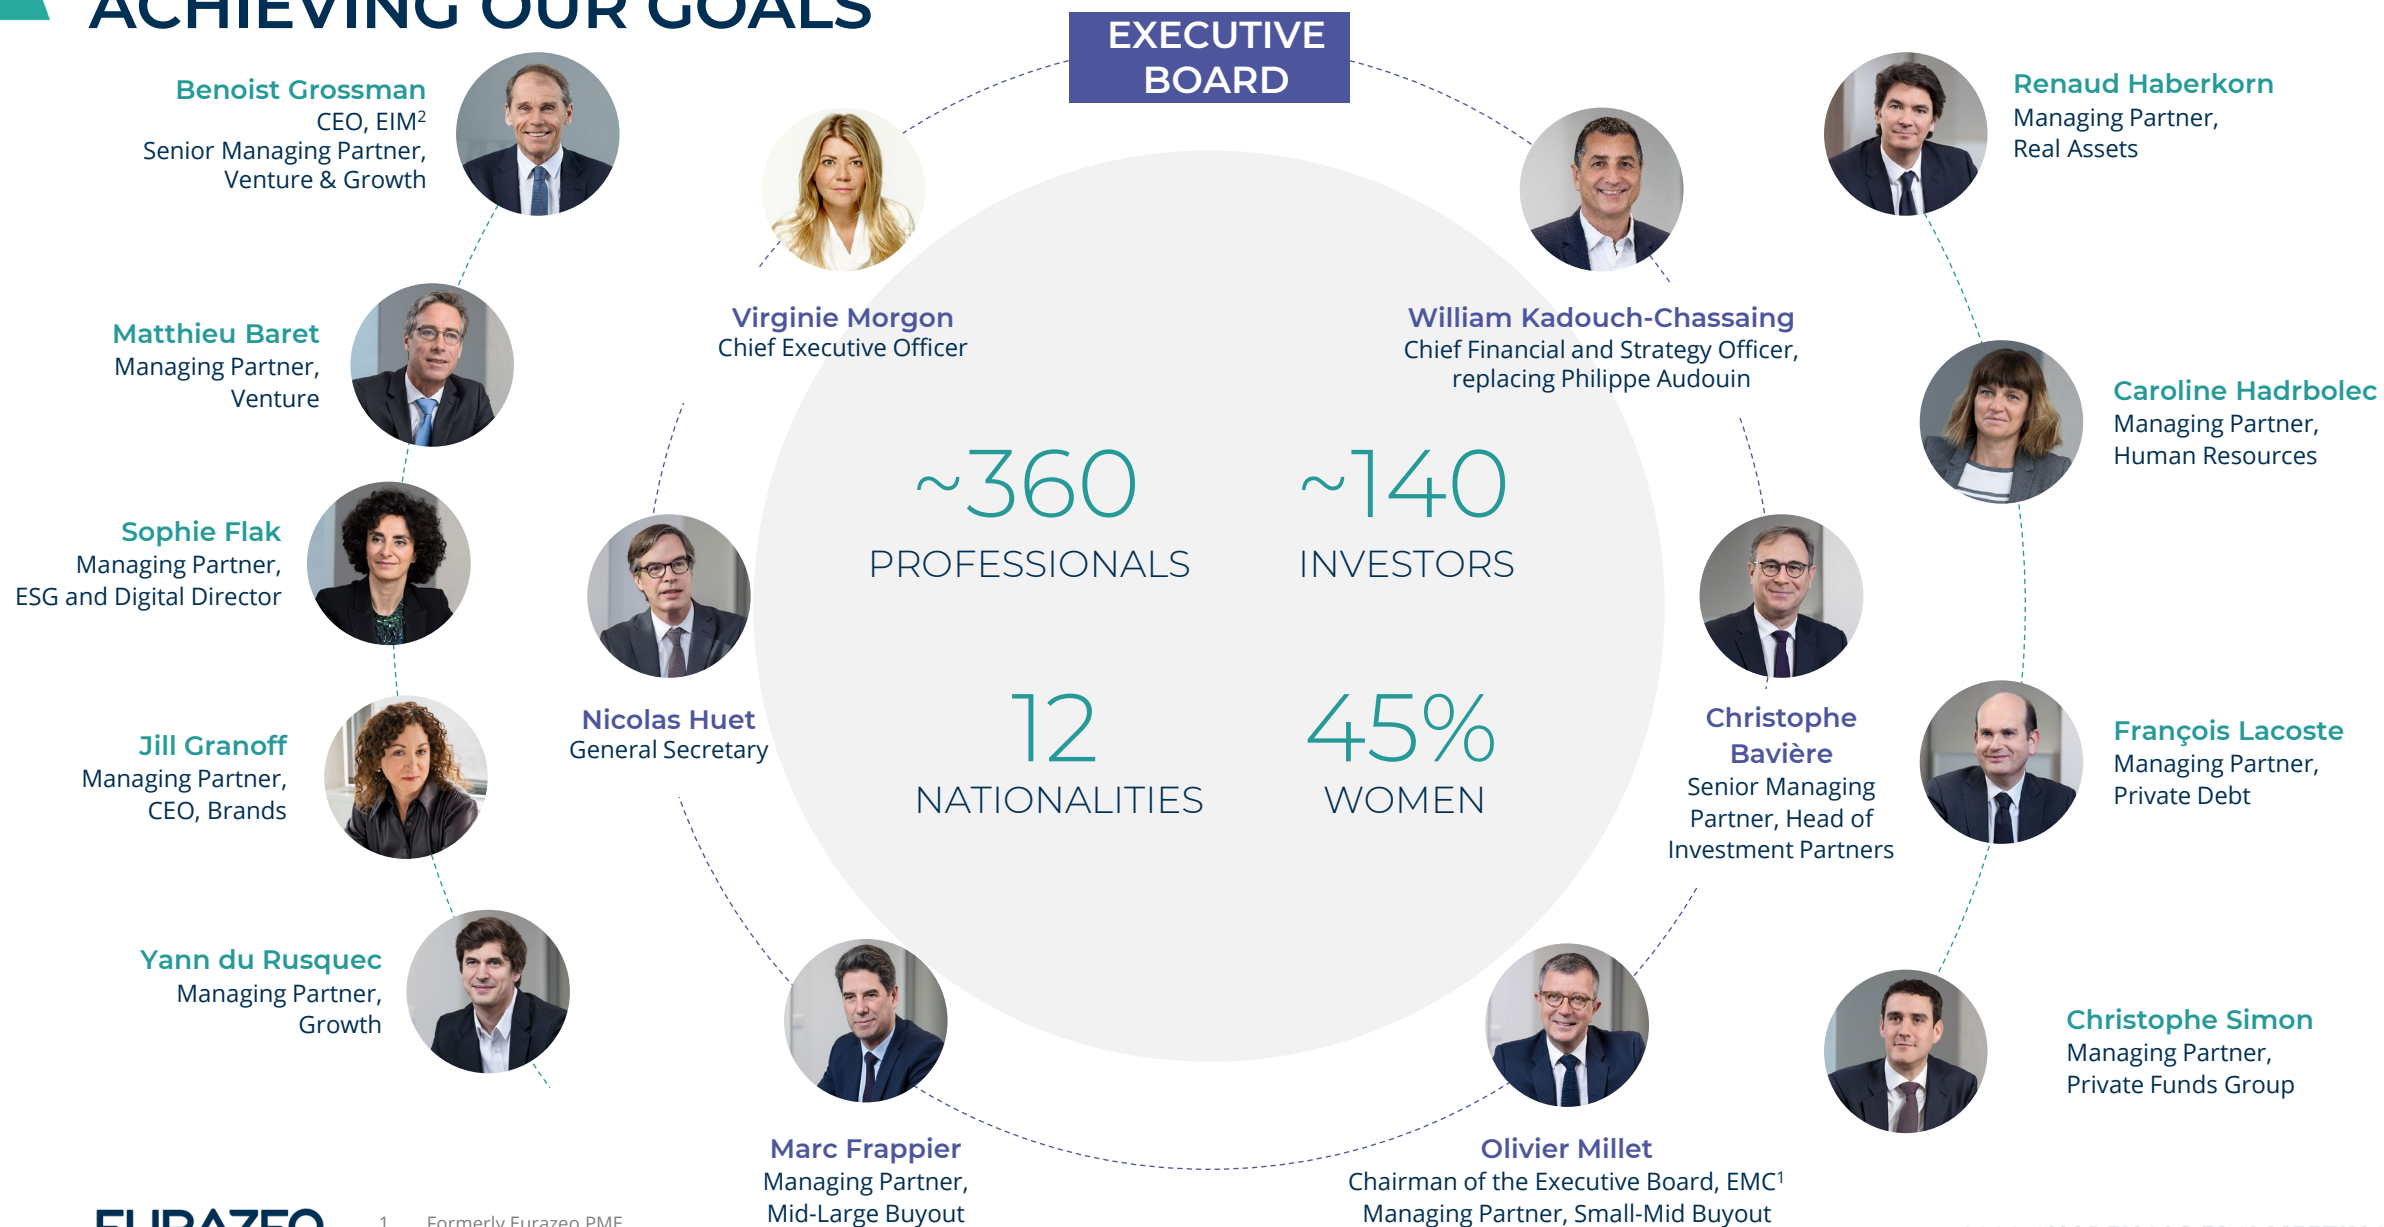 ACHIEVING OUR GOALS
EXECUTIVE
BOARD
Benoist Grossman
CEO, EIM²
Senior Managing Partner,
Venture & Growth
Matthieu Baret
Managing Partner,
Venture
Sophie Flak
Managing Partner,
ESG and Digital Director
Jill Granoff
Managing Partner,
CEO, Brands
Yann du Rusquec
Managing Partner,
Growth
Virginie Morgon
Chief Executive Officer
William Kadouch-Chassaing
Chief Financial and Strategy Officer,
replacing Philippe Audouin
Nicolas Huet
General Secretary
Christophe
Bavière
Senior Managing
Partner, Head of
Investment Partners
Marc Frappier
Managing Partner,
Mid-Large Buyout
Olivier Millet
Chairman of the Executive Board, EMC¹
Managing Partner, Small-Mid Buyout
~360
PROFESSIONALS
~140
INVESTORS
12
NATIONALITIES
45%
WOMEN
Renaud Haberkorn
Managing Partner,
Real Assets
Caroline Hadrbolec
Managing Partner,
Human Resources
François Lacoste
Managing Partner,
Private Debt
Christophe Simon
Managing Partner,
Private Funds Group
EURAZEO
1 Formerly Eurazeo PME